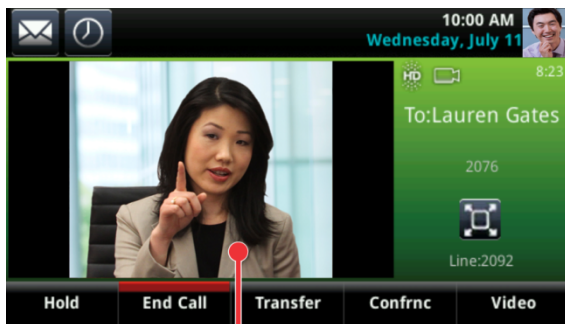 10:00 AM
Wednesday, July 11
HD
8:23
To:Lauren Gates
2076
Line:2092
Hold
End Call
Transfer
Confrnc
Video